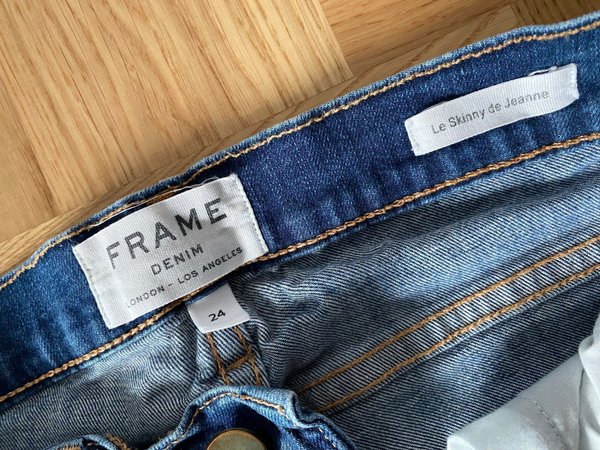 FRAME
DENIM
LONDON - LOS ANGELES
24
Le Skinny de Jeanne